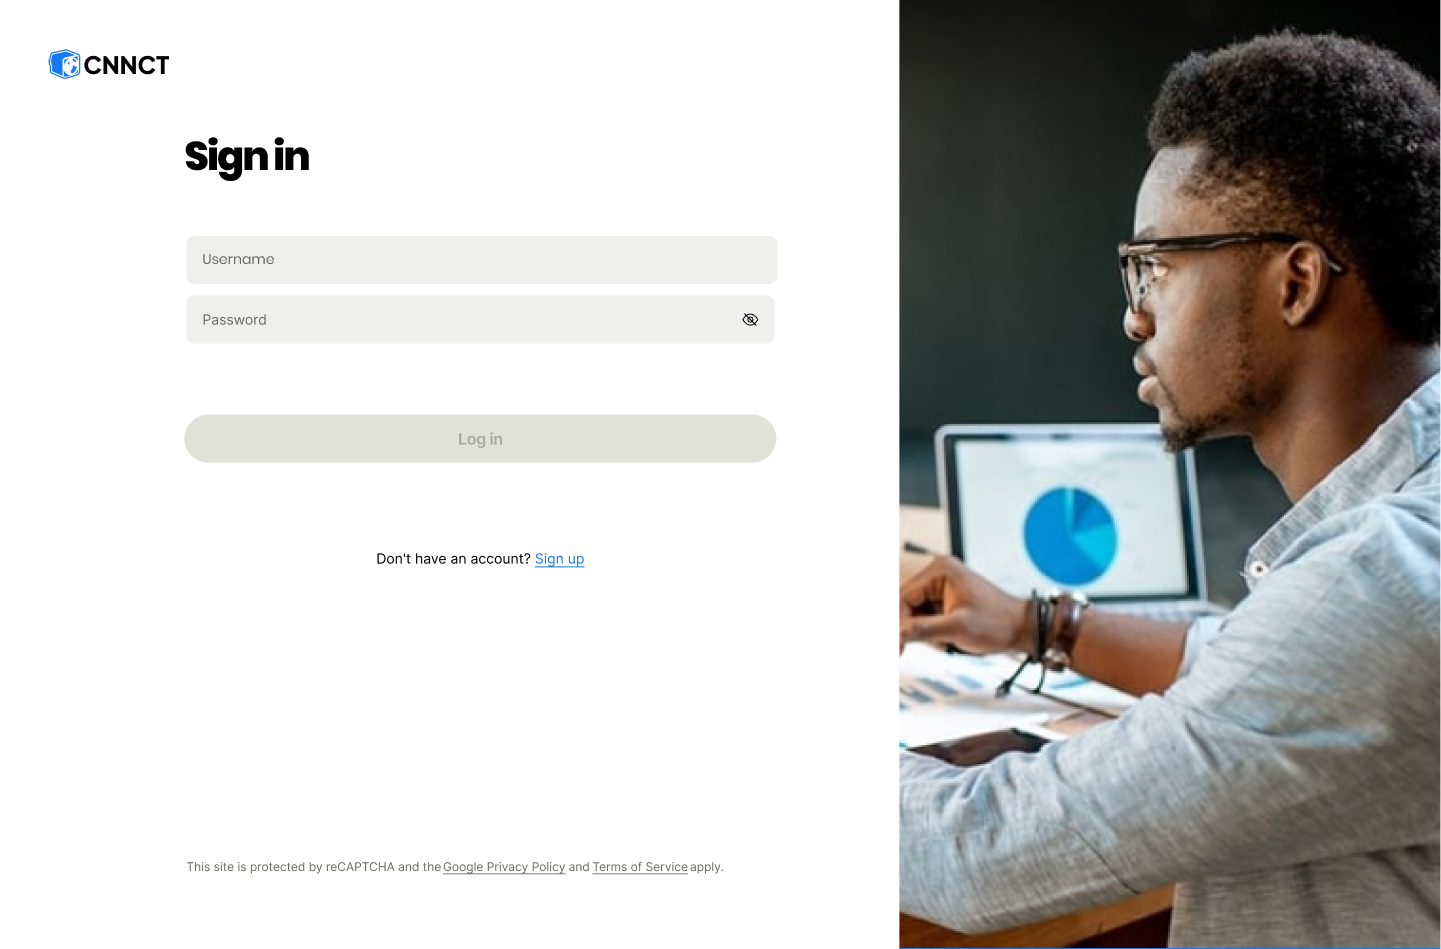 CNNCT
Sign in
Username
Password
Log in
Don't have an account? Sign up
This site is protected by reCAPTCHA and the Google Privacy Policy and Terms of Service apply.